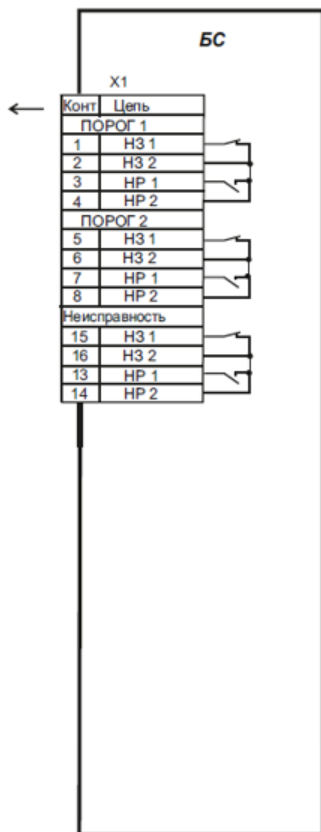 БС
X1
Конт Цепь
ПОРОГ 1
1 НЗ 1
2 НЗ 2
3 НР 1
4 НР 2
ПОРОГ 2
5 НЗ 1
6 НЗ 2
7 НР 1
8 НР 2
Неисправность
15 НЗ 1
16 НЗ 2
13 НР 1
14 НР 2